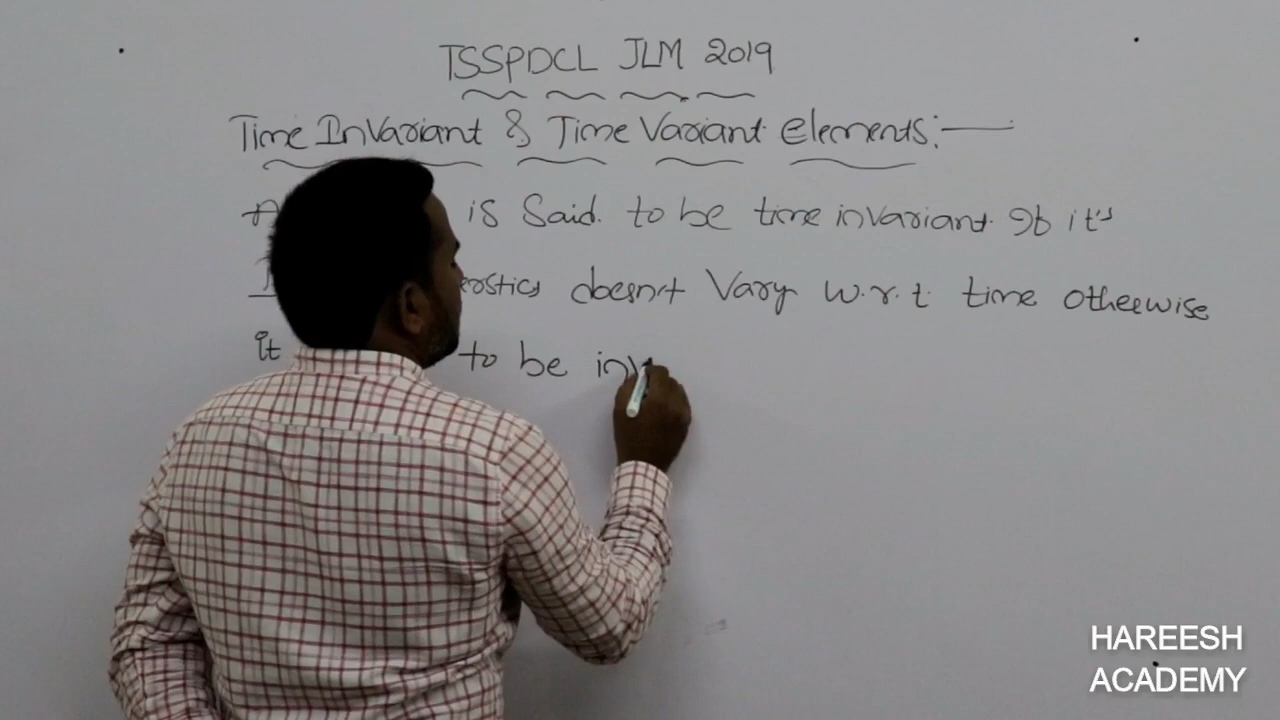 TSSPDCL JLM 2019
Time InVariant & Time Variant elements:—
is Said. to be time invariant. If it's
doesn't Vary w.r.t. time otherwise
it to be inv
HAREESH
ACADEMY